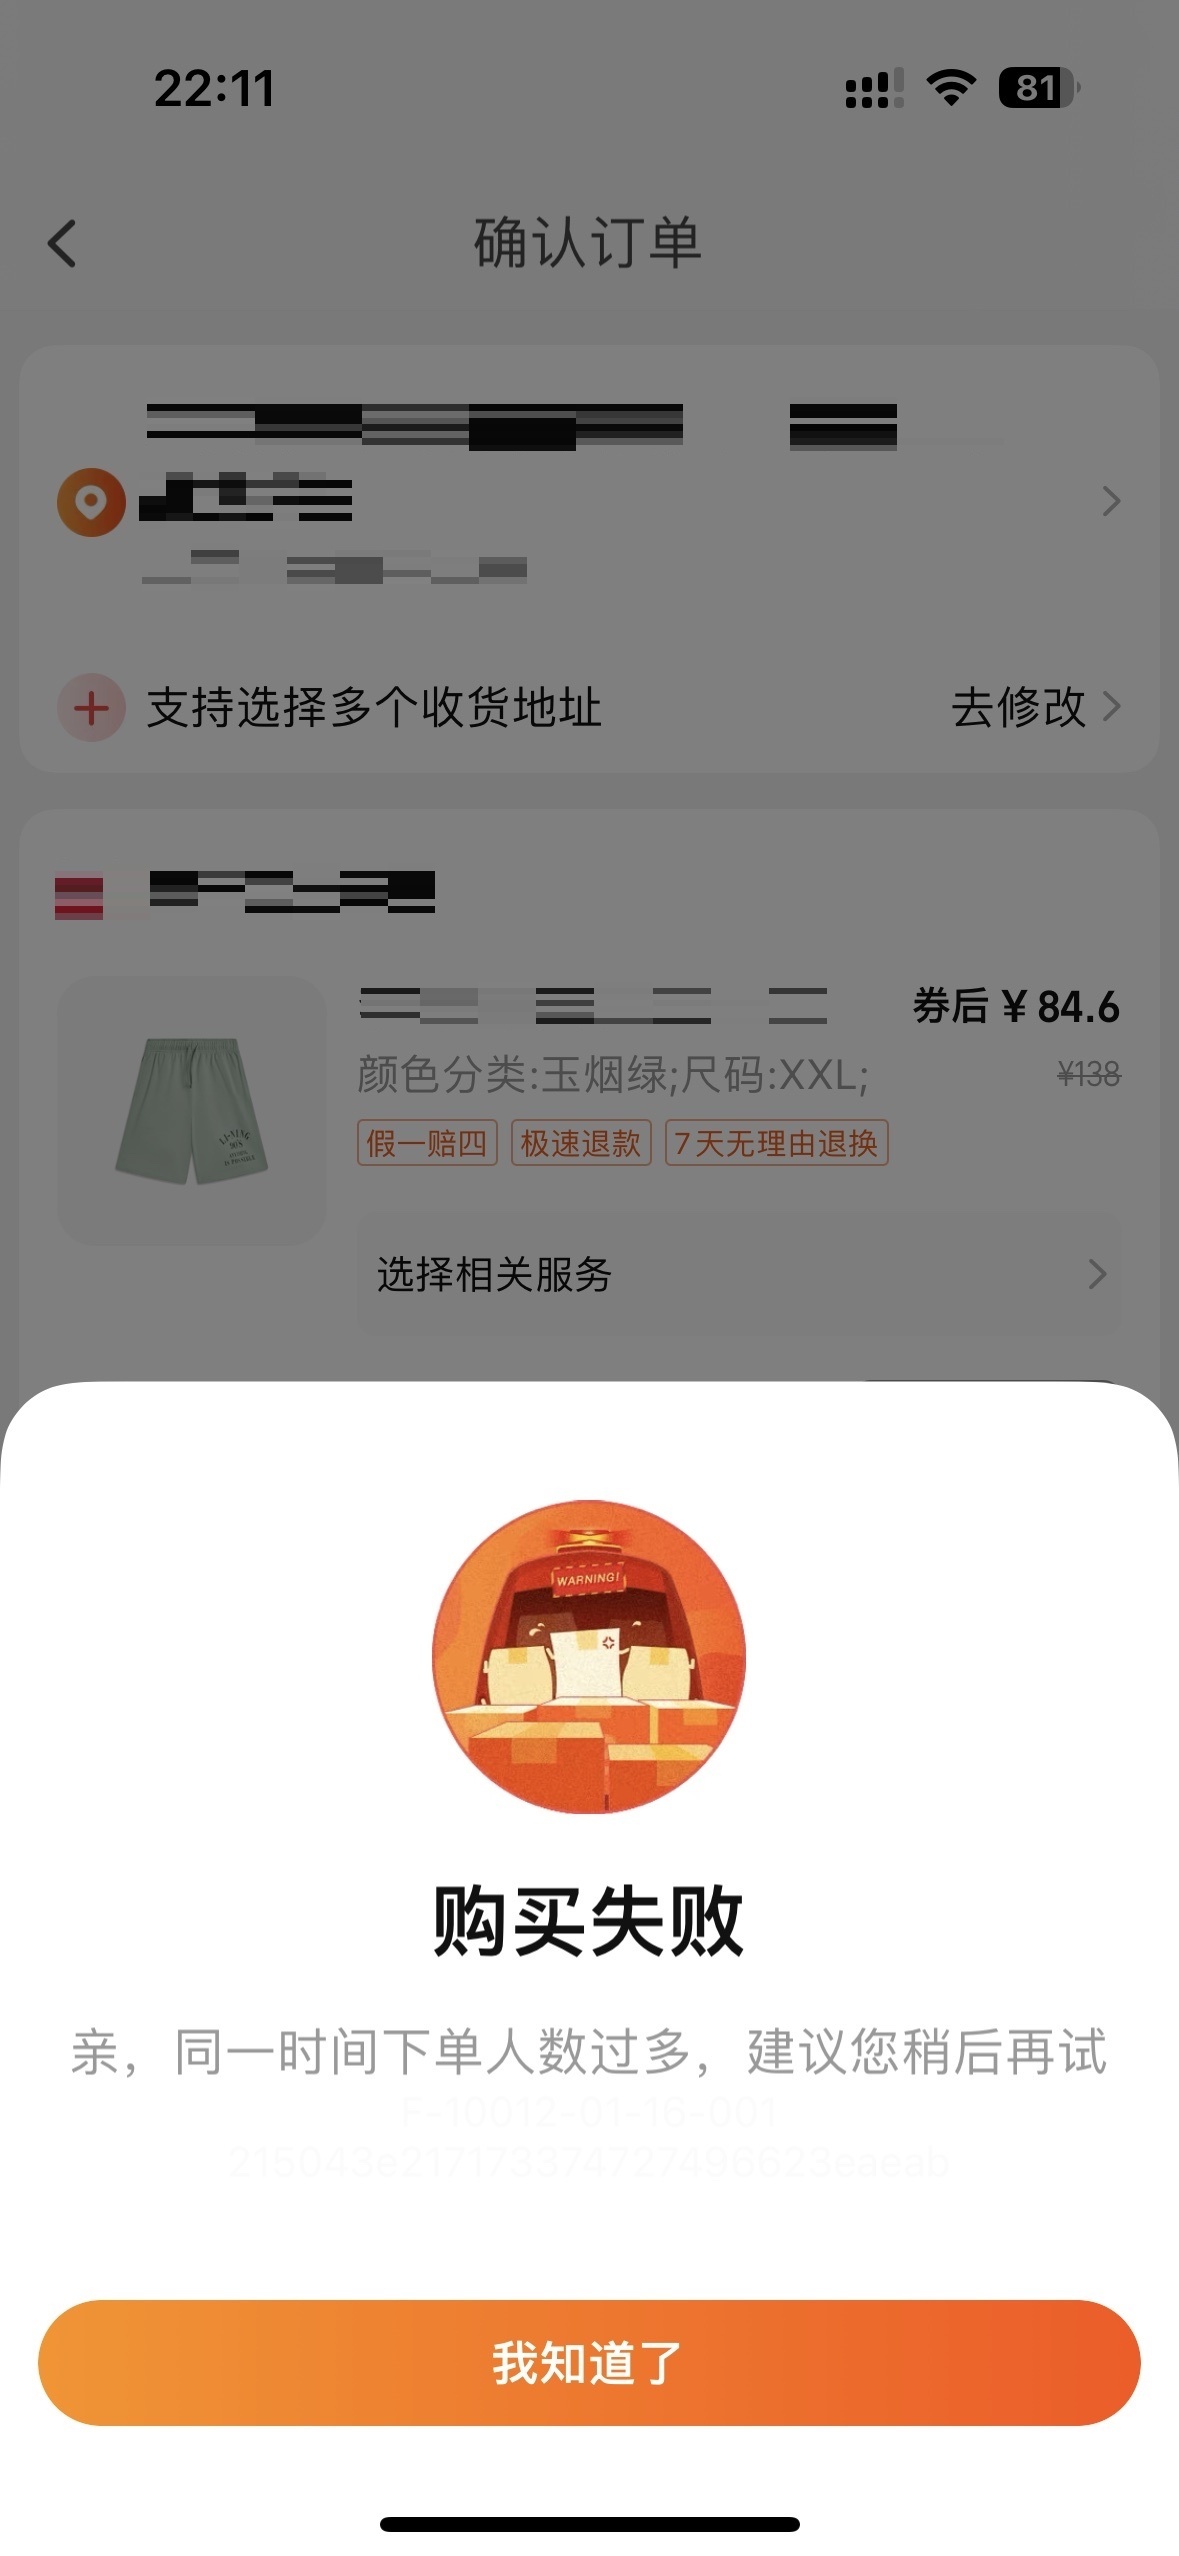 22:11
81
确认订单
支持选择多个收货地址
去修改
券后 ¥ 84.6
颜色分类:玉烟绿;尺码:XXL;
¥138
假一赔四
极速退款
7天无理由退换
LI-NING
选择相关服务
WARNING!
购买失败
亲，同一时间下单人数过多，建议您稍后再试
F-10012-01-16-001
215043e217173374727496623eaeab
我知道了